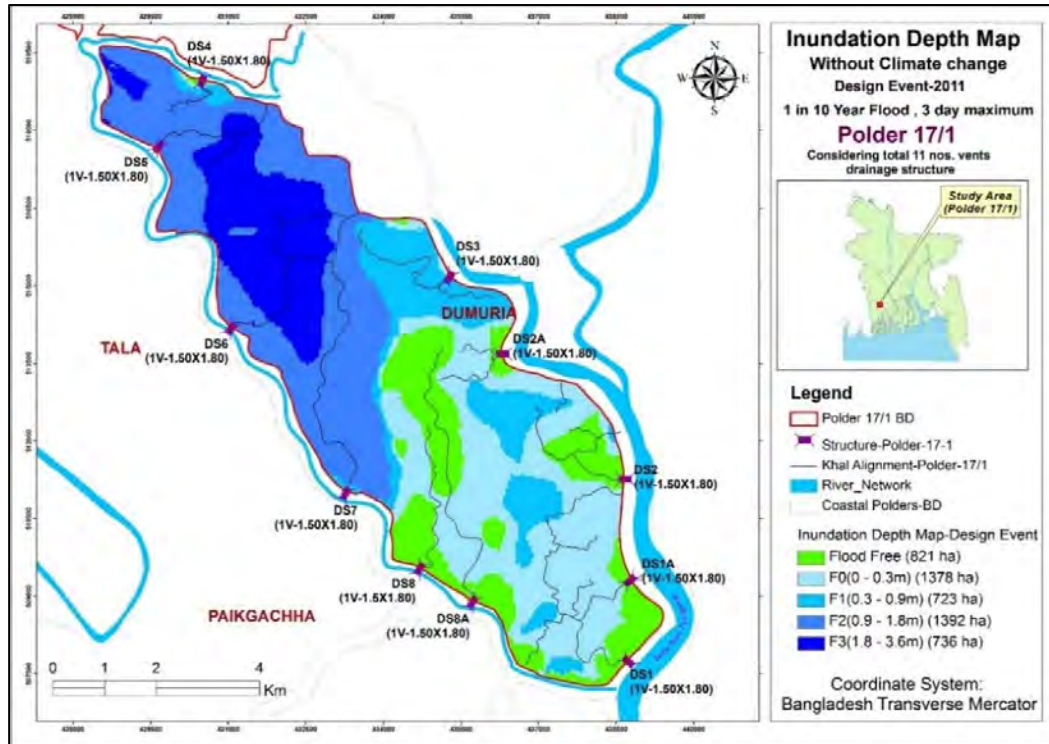 DS4
(1V-1.50X1.80)
DS5
(1V-1.50X1.80)
DS3
(1V-1.50X1.80)
DUMURIA
DS2A
(1V-1.50X1.80)
TALA
DS6
(1V-1.50X1.80)
DS2
(1V-1.50X1.80)
DS7
(1V-1.50X1.80)
DS1A
(1V-1.50X1.80)
DS8
(1V-1.5X1.80)
DS8A
(1V-1.50X1.80)
PAIKGACHHA
DS1
(1V-1.50X1.80)
0 1 2 4
Km
N
W E
S
Inundation Depth Map
Without Climate change
Design Event-2011
1 in 10 Year Flood , 3 day maximum
Polder 17/1
Considering total 11 nos. vents
drainage structure
Study Area
(Polder 17/1)
Legend
Polder 17/1 BD
Structure-Polder-17-1
Khal Alignment-Polder-17/1
River_Network
Coastal Polders-BD
Inundation Depth Map-Design Event
Flood Free (821 ha)
F0(0 - 0.3m) (1378 ha)
F1(0.3 - 0.9m) (723 ha)
F2(0.9 - 1.8m) (1392 ha)
F3(1.8 - 3.6m) (736 ha)
Coordinate System:
Bangladesh Transverse Mercator